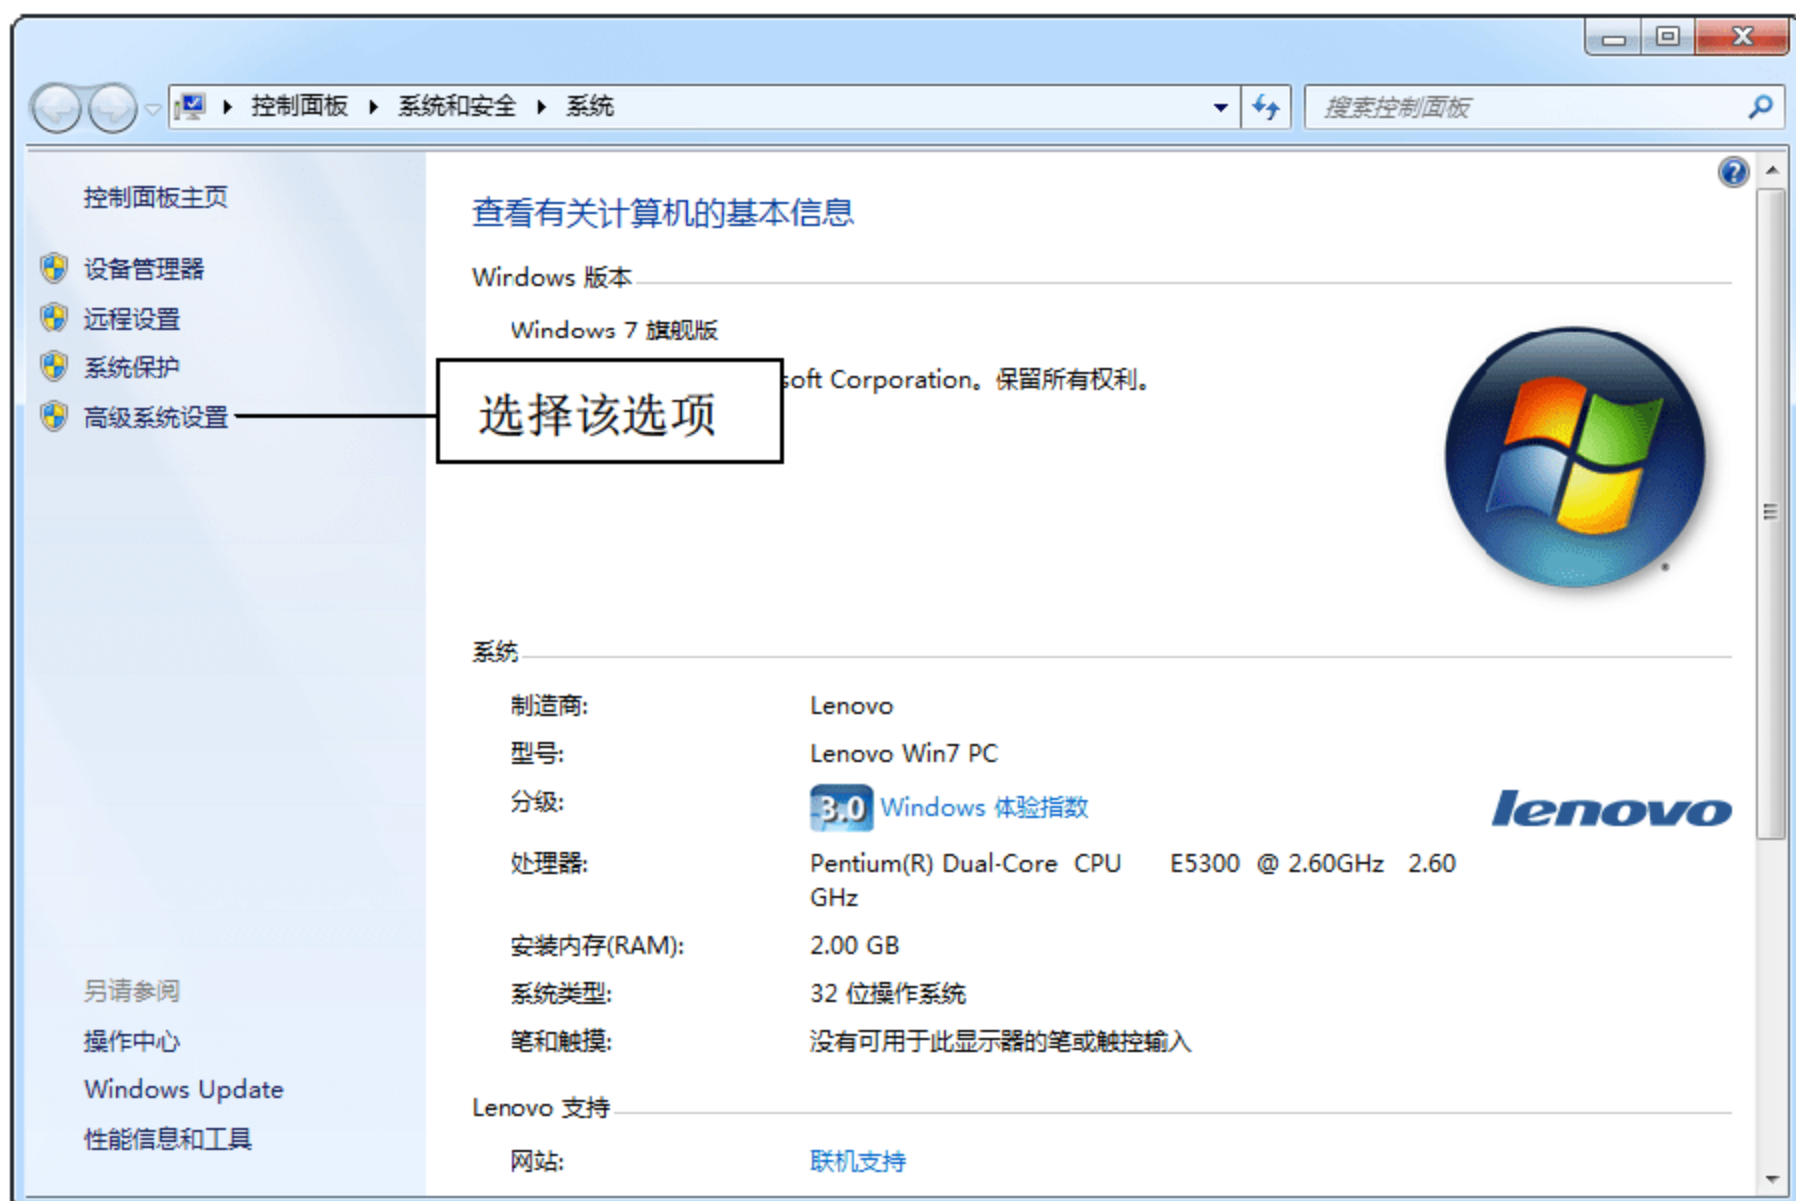 控制面板 系统和安全 系统
搜索控制面板
控制面板主页
设备管理器
远程设置
系统保护
高级系统设置
选择该选项
另请参阅
操作中心
Windows Update
性能信息和工具
查看有关计算机的基本信息
Windows 版本
Windows 7 旗舰版
soft Corporation。保留所有权利。
系统
制造商: Lenovo
型号: Lenovo Win7 PC
分级: 3.0 Windows 体验指数
lenovo
处理器: Pentium(R) Dual-Core CPU E5300 @ 2.60GHz 2.60
GHz
安装内存(RAM): 2.00 GB
系统类型: 32 位操作系统
笔和触摸: 没有可用于此显示器的笔或触控输入
Lenovo 支持
网站: 联机支持